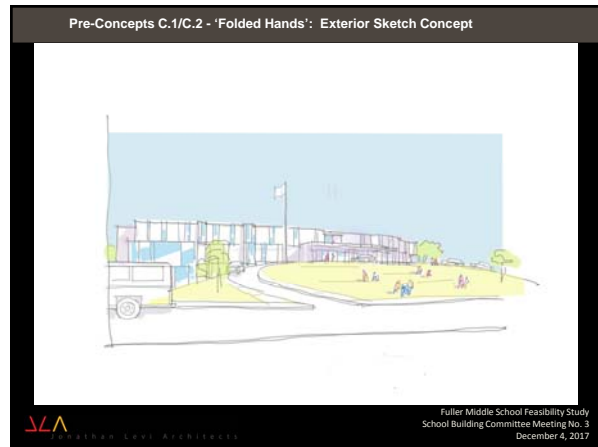 Pre-Concepts C.1/C.2 - ‘Folded Hands’: Exterior Sketch Concept
Fuller Middle School Feasibility Study
School Building Committee Meeting No. 3
December 4, 2017
JLA
Jonathan Levi Architects